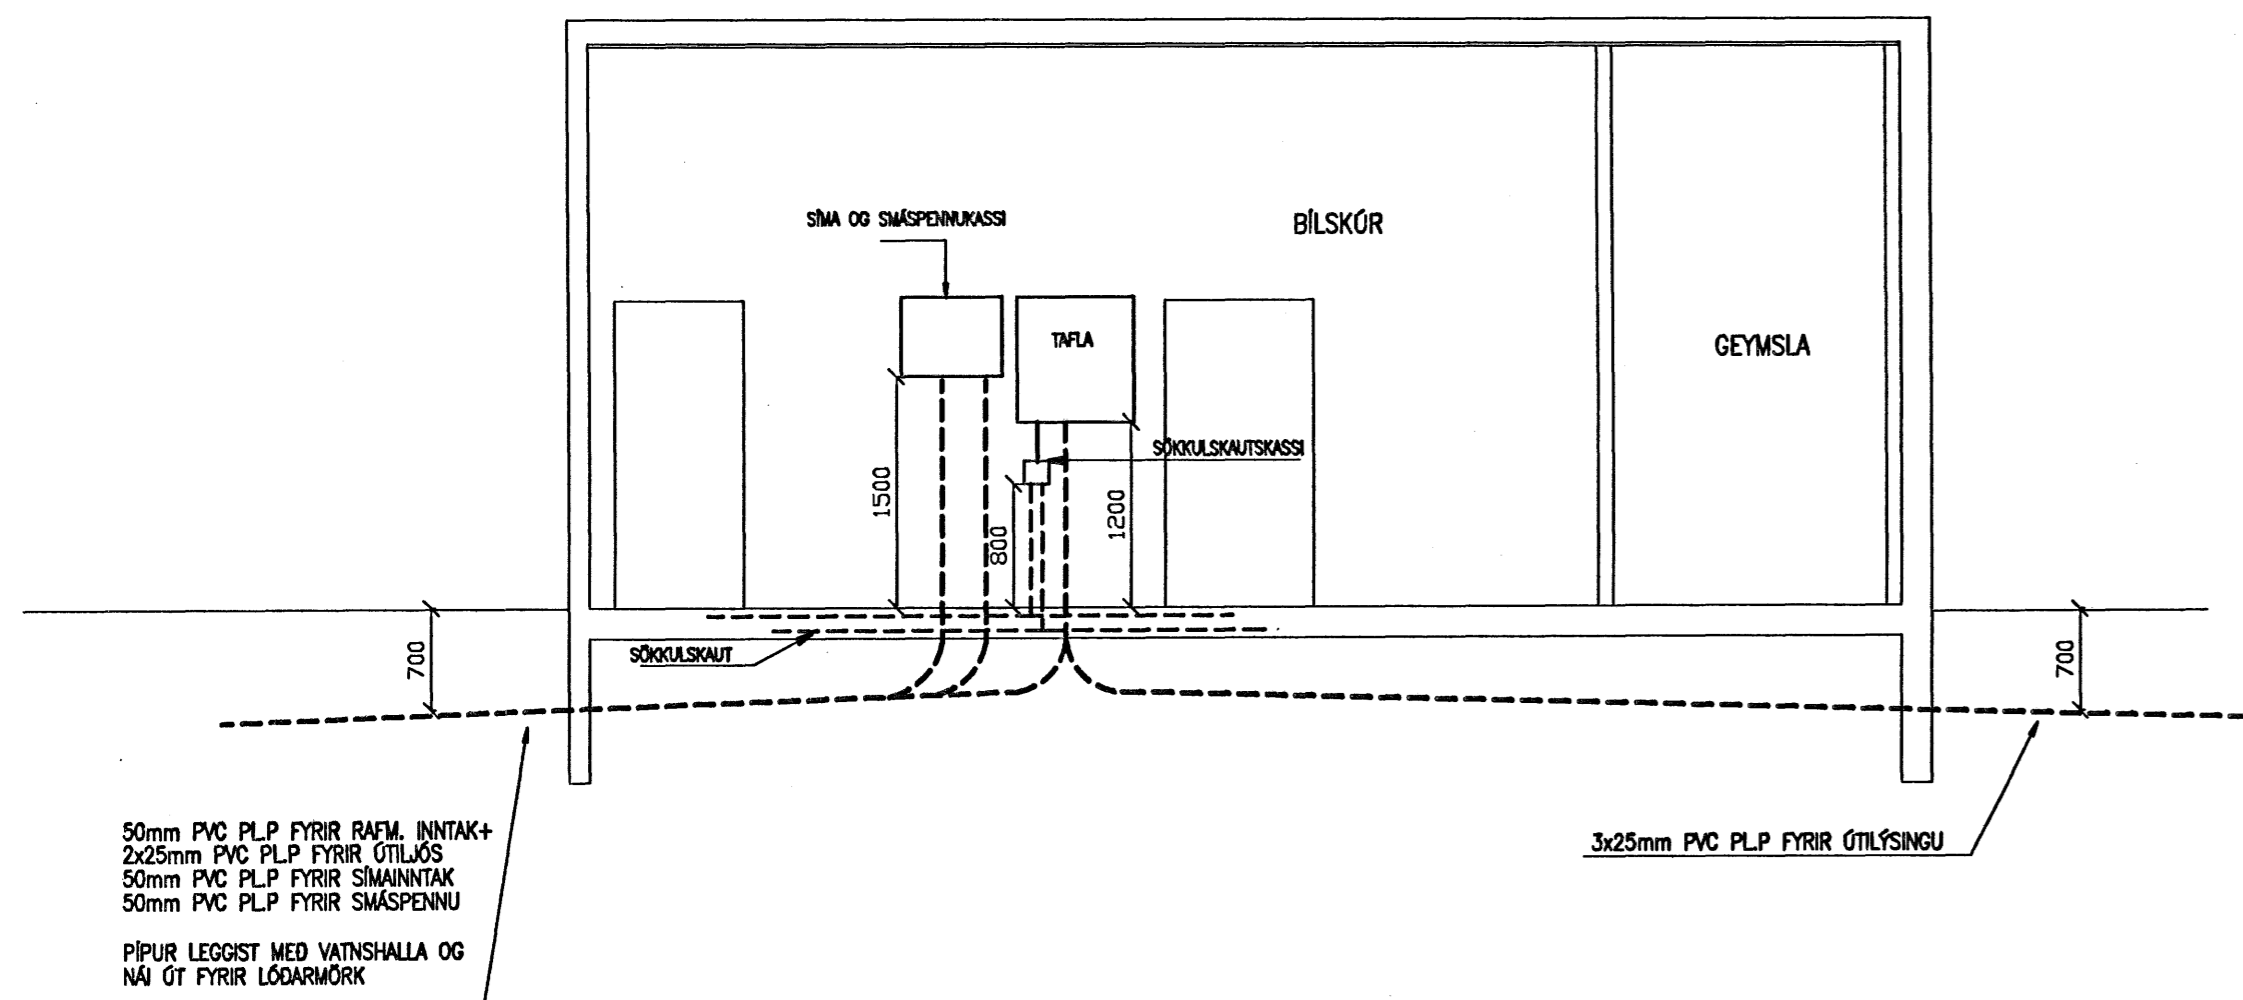 SÍMA OG SMÁSPENNUKASSI
BÍLSKÚR
TAFLA
GEYMSLA
SÖKKULSKAUTSKASSI
1500
800
1200
700
SÖKKULSKAUT
700
50mm PVC PL.P FYRIR RAFM. INNTAK+
2x25mm PVC PL.P FYRIR ÚTILJÓS
50mm PVC PL.P FYRIR SÍMAINNTAK
50mm PVC PL.P FYRIR SMÁSPENNU
PÍPUR LEGGIST MEÐ VATNSHALLA OG
NÁI ÚT FYRIR LÓÐARMÖRK
3x25mm PVC PL.P FYRIR ÚTILÝSINGU